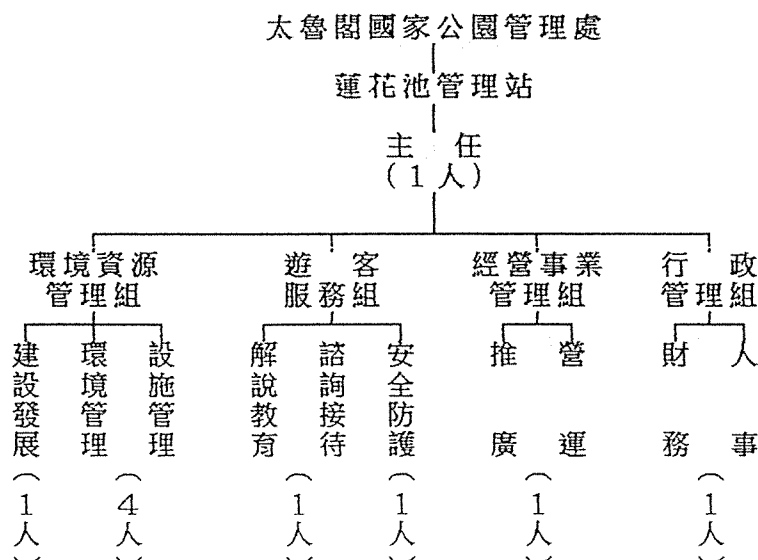 太魯閣國家公園管理處
蓮花池管理站
主任
(1人)
環境資源
管理組
遊客
服務組
經營事業
管理組
行政
管理組
建設發展
環境管理
設施管理
解說教育
諮詢接待
安全防護
推廣
營運
財務
人事
(1人)
(4人)
(1人)
(1人)
(1人)
(1人)